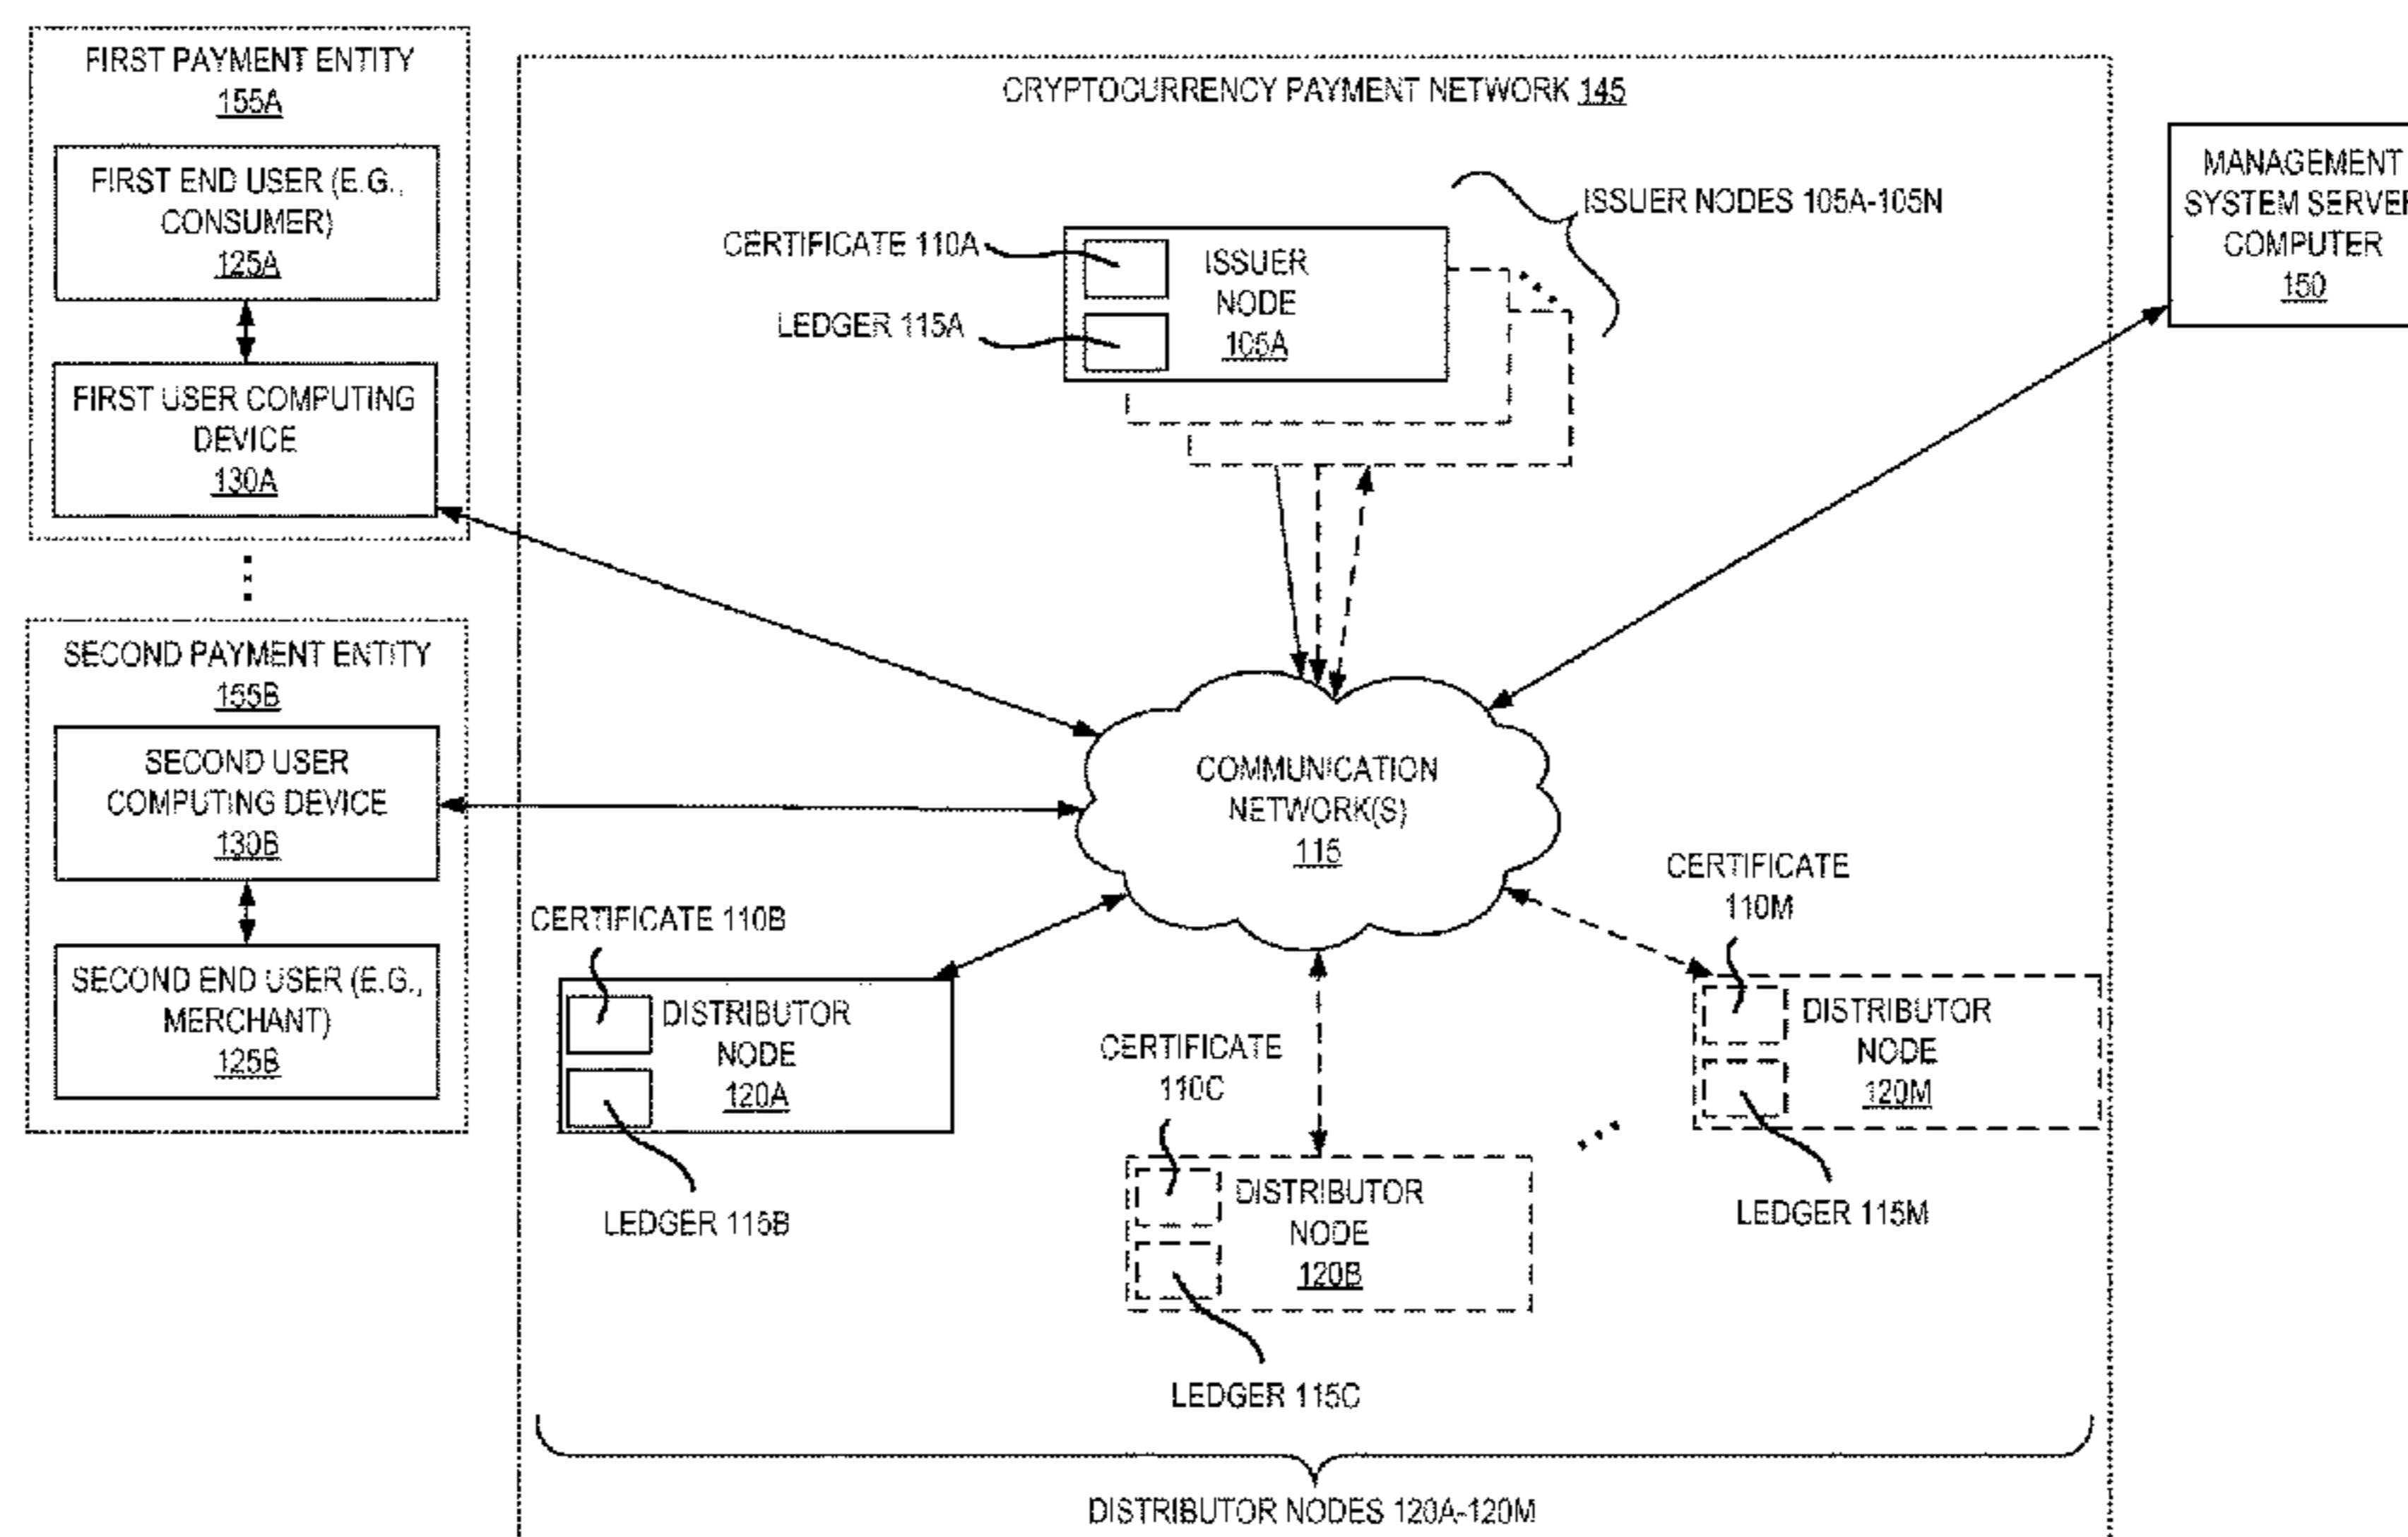 FIRST PAYMENT ENTITY
155A
FIRST END USER (E.G.,
CONSUMER)
125A
FIRST USER COMPUTING
DEVICE
130A
SECOND PAYMENT ENTITY
155B
SECOND USER
COMPUTING DEVICE
130B
SECOND END USER (E.G.,
MERCHANT)
125B
CRYPTOCURRENCY PAYMENT NETWORK 145
ISSUER NODES 105A-105N
CERTIFICATE 110A
LEDGER 115A
ISSUER
NODE
105A
MANAGEMENT
SYSTEM SERVER
COMPUTER
150
COMMUNICATION
NETWORK(S)
115
CERTIFICATE 110B
DISTRIBUTOR
NODE
120A
LEDGER 115B
CERTIFICATE
110C
DISTRIBUTOR
NODE
120B
LEDGER 115C
CERTIFICATE
110M
DISTRIBUTOR
NODE
120M
LEDGER 115M
DISTRIBUTOR NODES 120A-120M